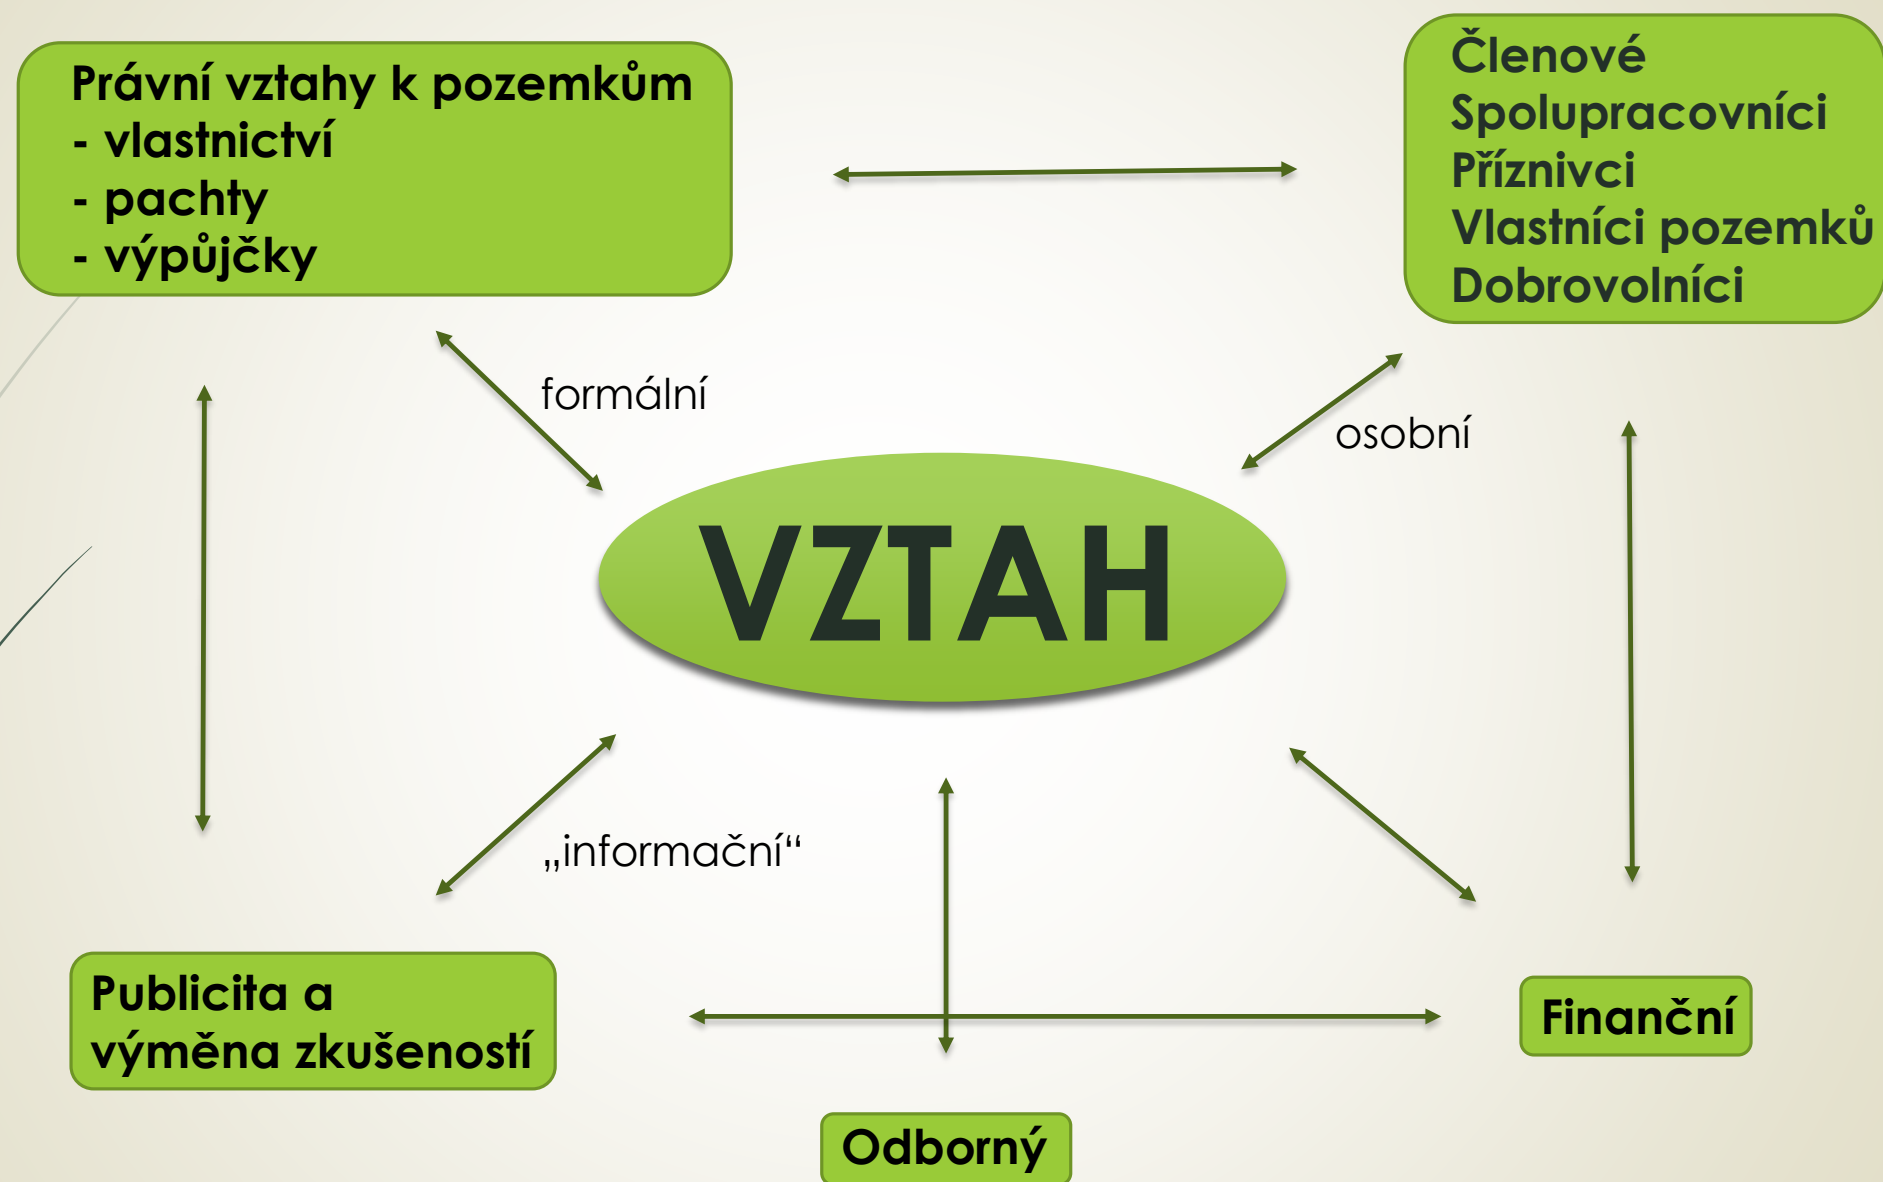 Právní vztahy k pozemkům
- vlastnictví
- pachty
- výpůjčky
Členové
Spolupracovníci
Příznivci
Vlastníci pozemků
Dobrovolníci
formální
osobní
VZTAH
„informační“
Publicita a
výměna zkušeností
Finanční
Odborný